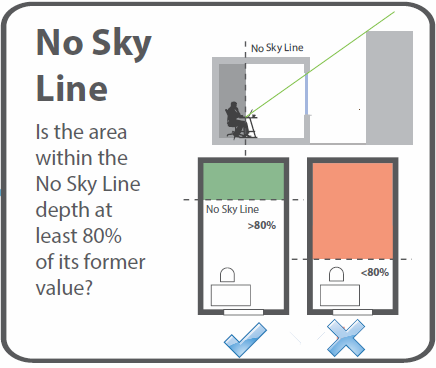 No Sky
Line
Is the area
within the
No Sky Line
depth at
least 80%
of its former
value?
No Sky Line
No Sky Line
>80%
<80%